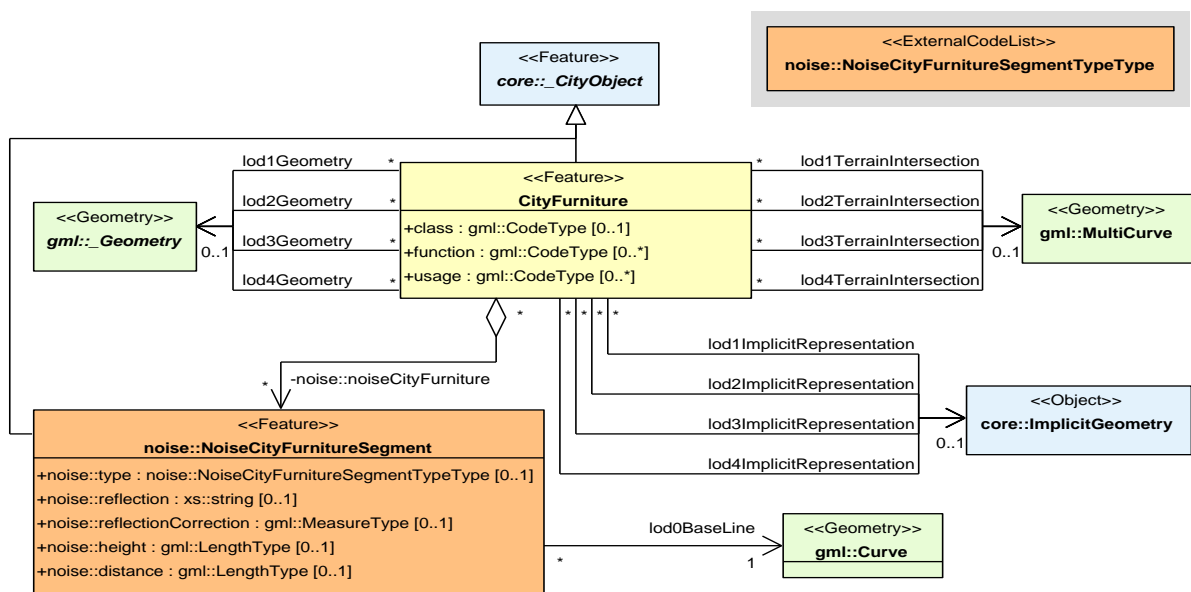 <<Feature>>
core::_CityObject
<<ExternalCodeList>>
noise::NoiseCityFurnitureSegmentTypeType
lod1Geometry *
lod2Geometry *
lod3Geometry *
lod4Geometry *
<<Geometry>>
gml::_Geometry
0..1
<<Feature>>
CityFurniture
+class : gml::CodeType [0..1]
+function : gml::CodeType [0..*]
+usage : gml::CodeType [0..*]
* lod1TerrainIntersection
* lod2TerrainIntersection
* lod3TerrainIntersection
* lod4TerrainIntersection
<<Geometry>>
gml::MultiCurve
0..1
* * * * *
lod1ImplicitRepresentation
lod2ImplicitRepresentation
lod3ImplicitRepresentation
lod4ImplicitRepresentation
<<Object>>
core::ImplicitGeometry
0..1
* -noise::noiseCityFurniture
<<Feature>>
noise::NoiseCityFurnitureSegment
+noise::type : noise::NoiseCityFurnitureSegmentTypeType [0..1]
+noise::reflection : xs::string [0..1]
+noise::reflectionCorrection : gml::MeasureType [0..1]
+noise::height : gml::LengthType [0..1]
+noise::distance : gml::LengthType [0..1]
lod0BaseLine
* 1
<<Geometry>>
gml::Curve